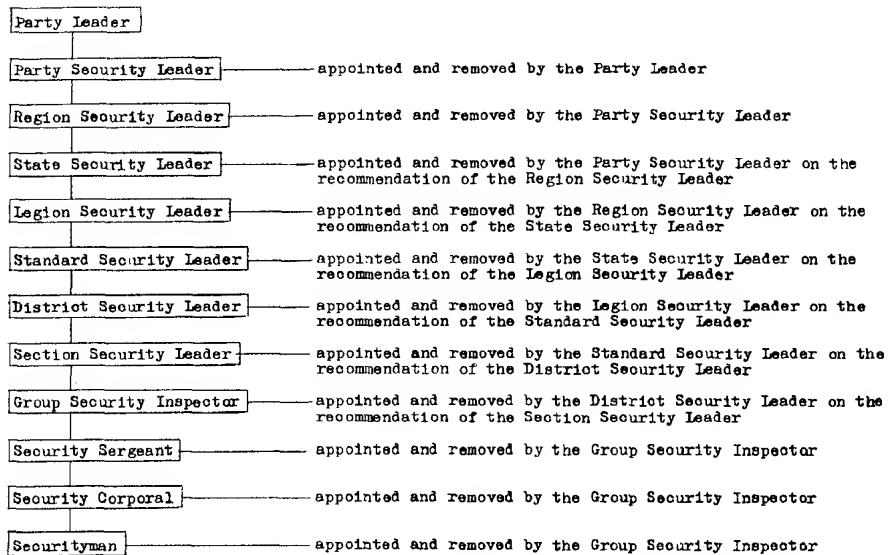 Party Leader
Party Security Leader appointed and removed by the Party Leader
Region Security Leader appointed and removed by the Party Security Leader
State Security Leader appointed and removed by the Party Security Leader on the
recommendation of the Region Security Leader
Legion Security Leader appointed and removed by the Region Security Leader on the
recommendation of the State Security Leader
Standard Security Leader appointed and removed by the State Security Leader on the
recommendation of the Legion Security Leader
District Security Leader appointed and removed by the Legion Security Leader on the
recommendation of the Standard Security Leader
Section Security Leader appointed and removed by the Standard Security Leader on the
recommendation of the District Security Leader
Group Security Inspector appointed and removed by the District Security Leader on the
recommendation of the Section Security Leader
Security Sergeant appointed and removed by the Group Security Inspector
Security Corporal appointed and removed by the Group Security Inspector
Securityman appointed and removed by the Group Security Inspector